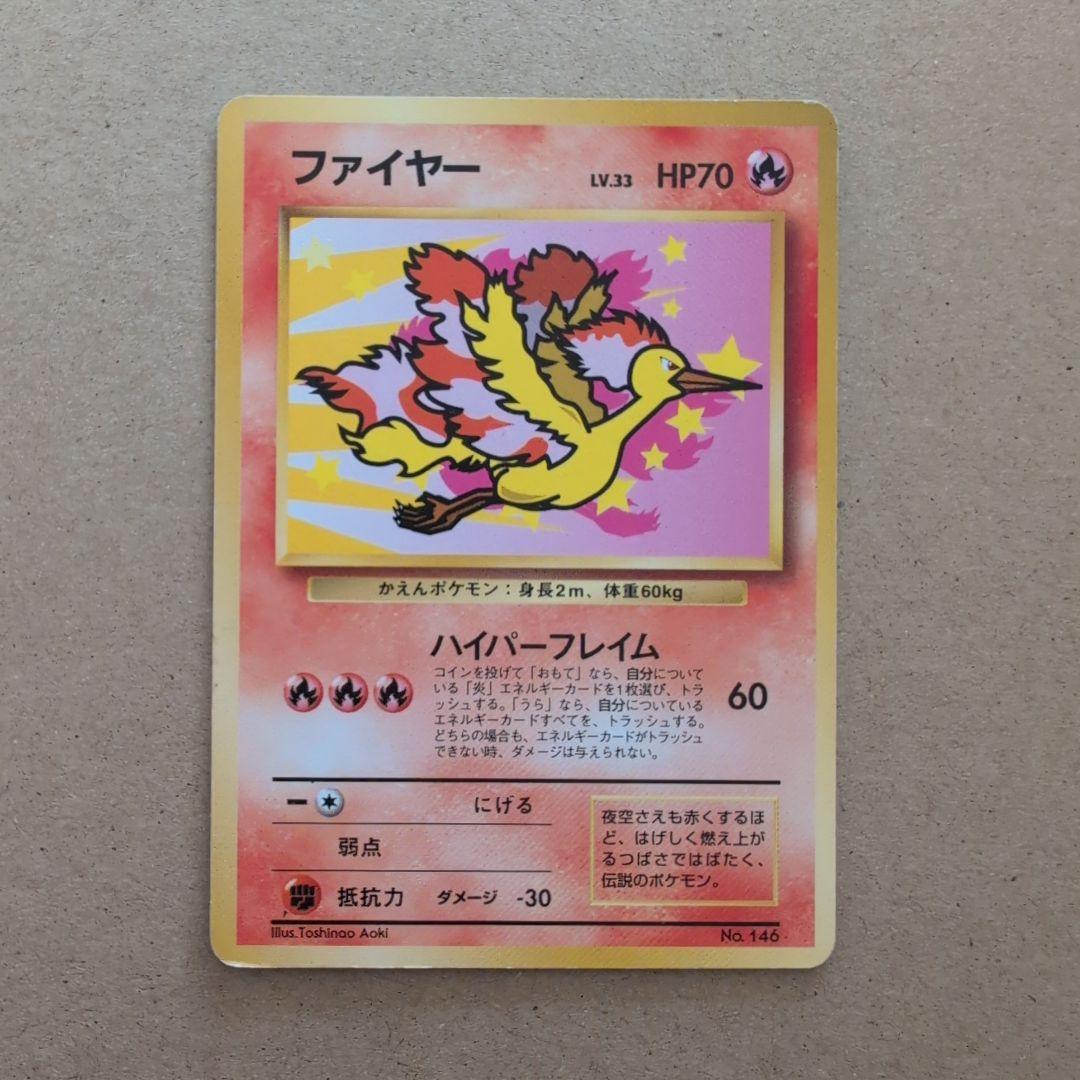 ファイヤー LV.33 HP70
かえんポケモン：身長2m、体重60kg
ハイパーフレイム
コインを投げて「おもて」なら、自分について
いる「炎」エネルギーカードを1枚選び、トラ
ッシュする。「うら」なら、自分についている
エネルギーカードすべてを、トラッシュする。
どちらの場合も、エネルギーカードがトラッシュ
できない時、ダメージは与えられない。
60
にげる
弱点
抵抗力 ダメージ -30
夜空さえも赤くするほ
ど、はげしく燃え上が
るつばさではばたく、
伝説のポケモン。
Illus.Toshinao Aoki
No. 146